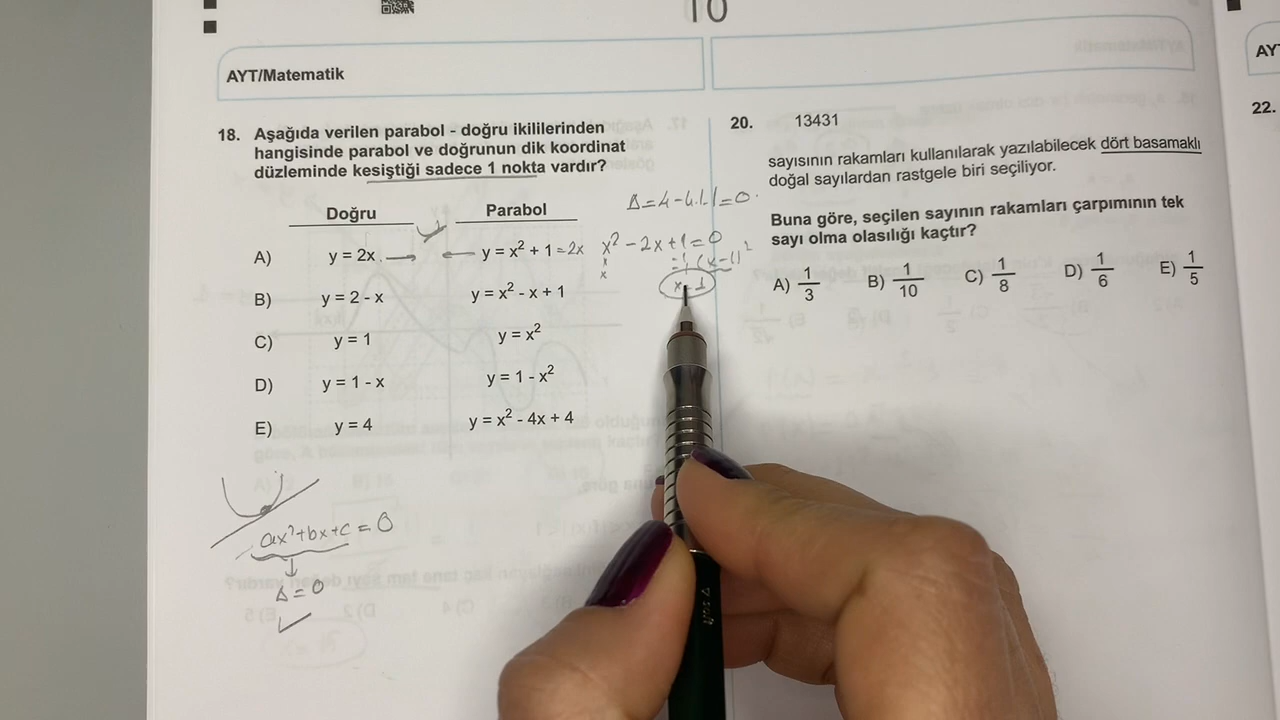 10
AYT/Matematik
18. Aşağıda verilen parabol - doğru ikililerinden
hangisinde parabol ve doğrunun dik koordinat
düzleminde kesiştiği sadece 1 nokta vardır?
Doğru Parabol
Δ=4-4.1.1=0
A) y = 2x y = x² + 1 =2x x² - 2x + 1 = 0
(x-1)²
B) y = 2 - x y = x² - x + 1
C) y = 1 y = x²
D) y = 1 - x y = 1 - x²
E) y = 4 y = x² - 4x + 4
ax²+bx+c = 0
Δ = 0
20. 13431
sayısının rakamları kullanılarak yazılabilecek dört basamaklı
doğal sayılardan rastgele biri seçiliyor.
Buna göre, seçilen sayının rakamları çarpımının tek
sayı olma olasılığı kaçtır?
A) 1/3 B) 1/10 C) 1/8 D) 1/6 E) 1/5
AY
22.